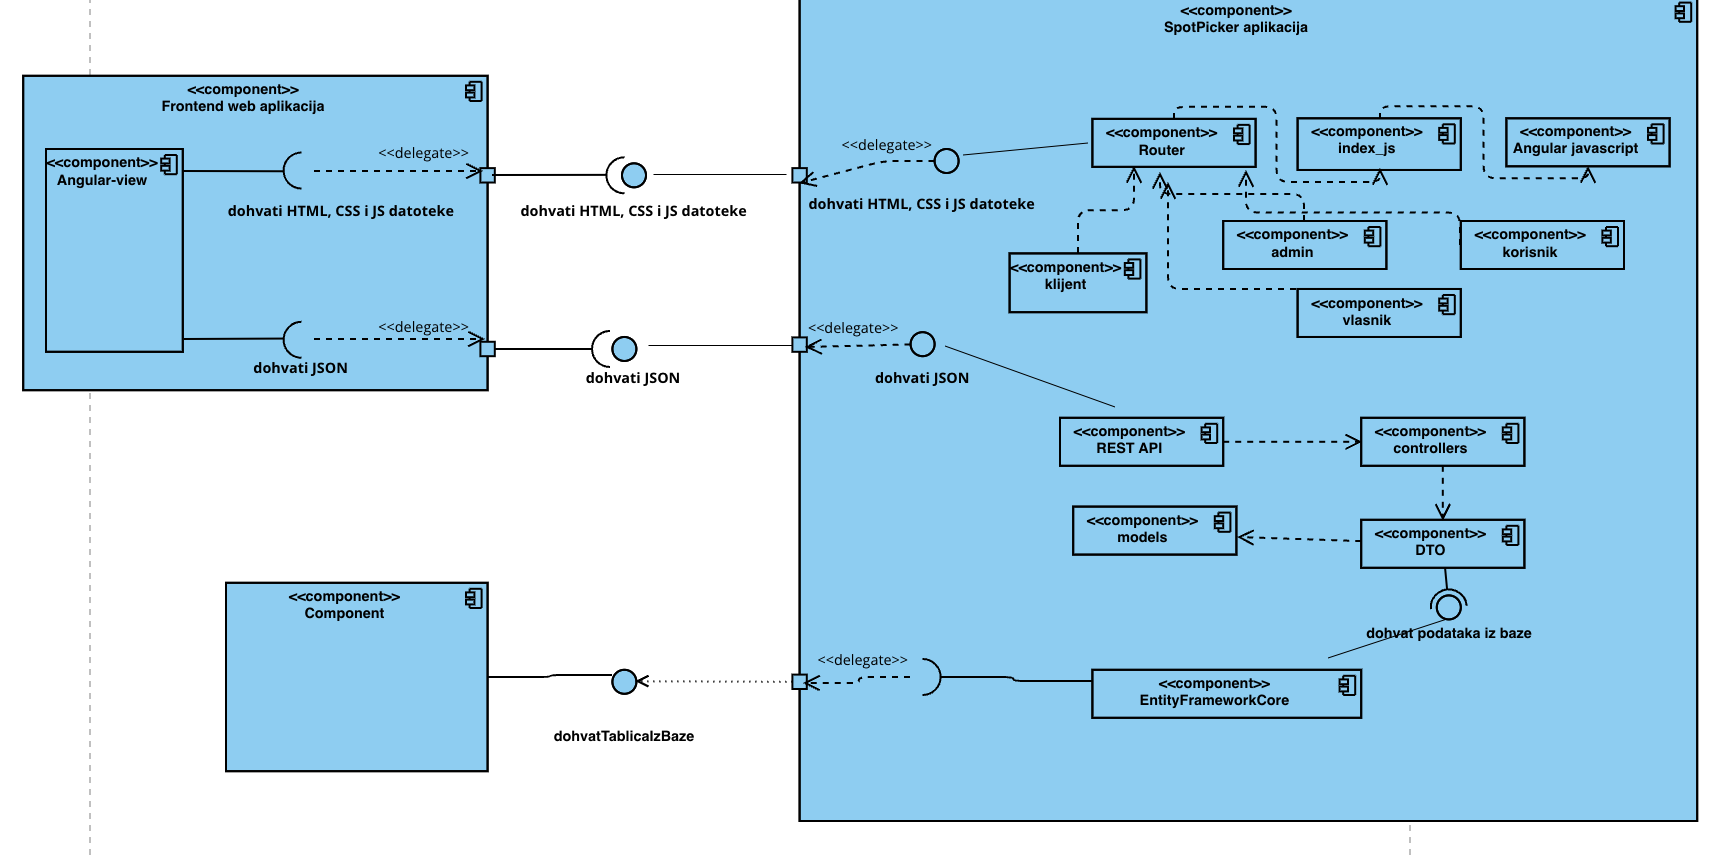 <<component>>
SpotPicker aplikacija
<<component>>
Frontend web aplikacija
<<component>>
Angular-view
<<delegate>>
dohvati HTML, CSS i JS datoteke
<<delegate>>
dohvati JSON
dohvati HTML, CSS i JS datoteke
dohvati JSON
<<delegate>>
dohvati HTML, CSS i JS datoteke
<<component>>
Router
<<component>>
index_js
<<component>>
Angular javascript
<<component>>
klijent
<<component>>
admin
<<component>>
korisnik
<<component>>
vlasnik
<<delegate>>
dohvati JSON
<<component>>
REST API
<<component>>
controllers
<<component>>
models
<<component>>
DTO
dohvat podataka iz baze
<<component>>
Component
dohvatTablicaIzBaze
<<delegate>>
<<component>>
EntityFrameworkCore